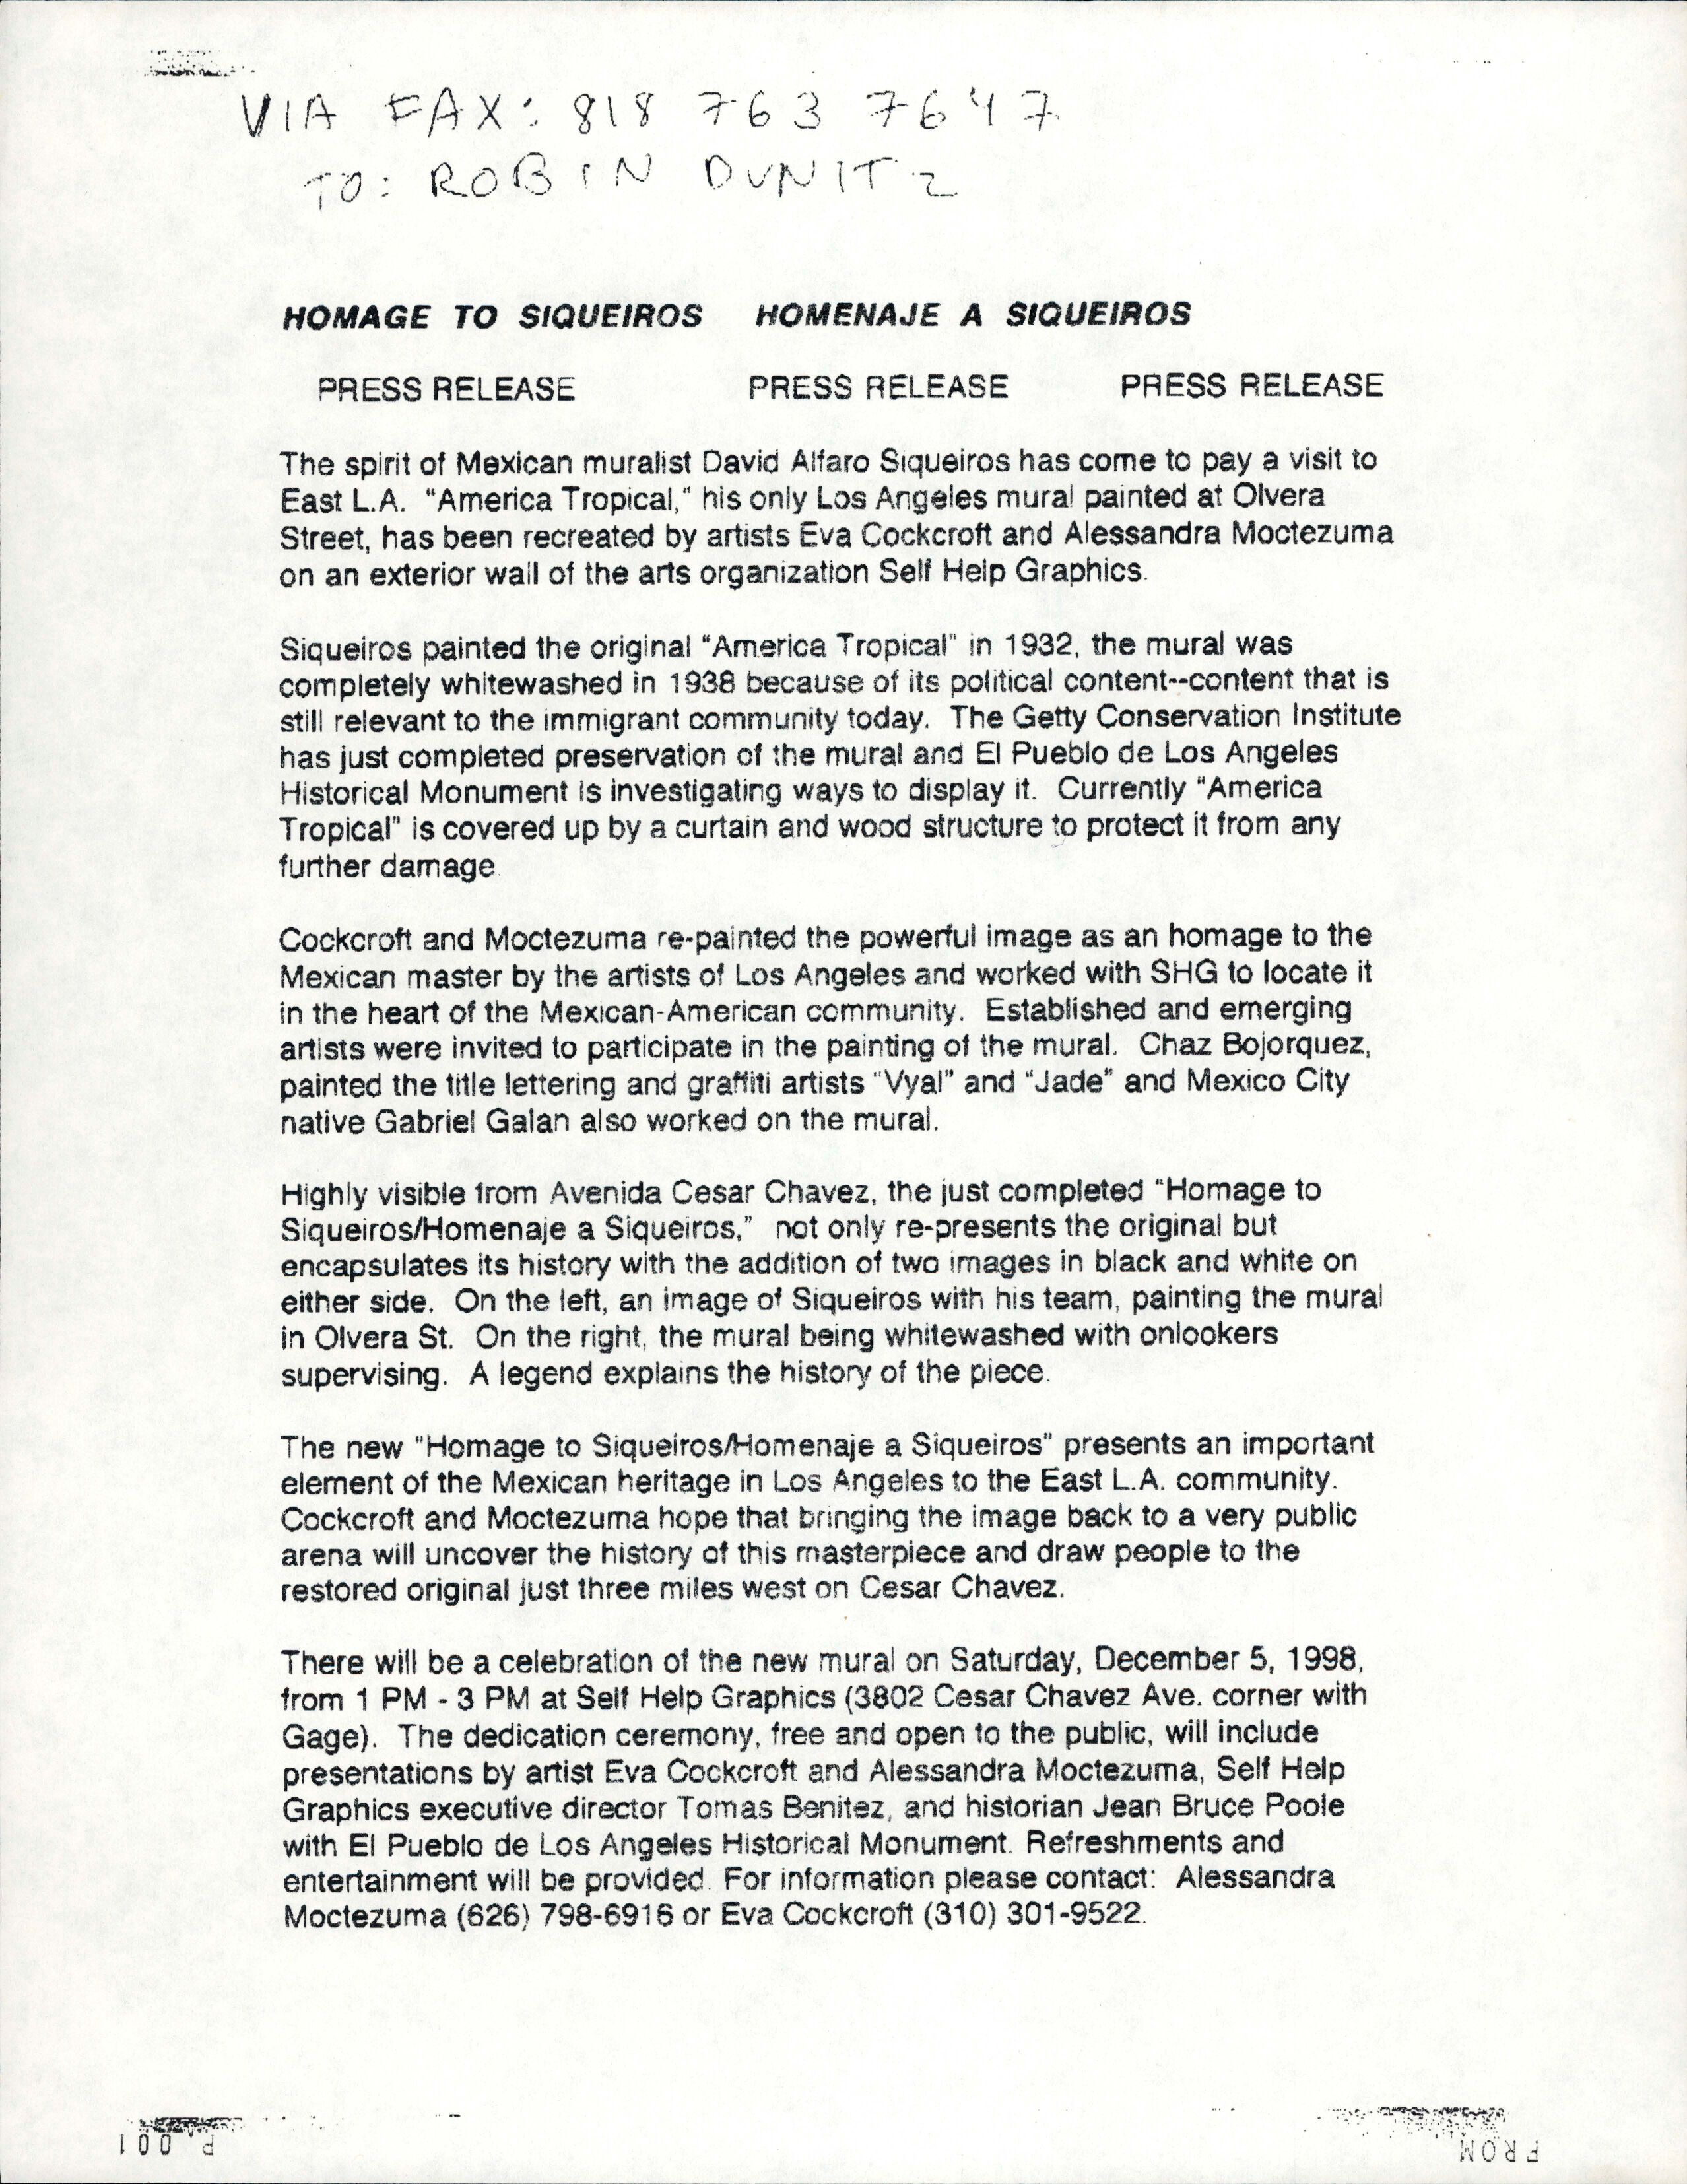 VIA FAX: 818 763 7647
TO: ROBIN DUNITZ
HOMAGE TO SIQUEIROS HOMENAJE A SIQUEIROS
PRESS RELEASE PRESS RELEASE PRESS RELEASE
The spirit of Mexican muralist David Alfaro Siqueiros has come to pay a visit to
East L.A. “America Tropical,” his only Los Angeles mural painted at Olvera
Street, has been recreated by artists Eva Cockcroft and Alessandra Moctezuma
on an exterior wall of the arts organization Self Help Graphics.
Siqueiros painted the original “America Tropical” in 1932, the mural was
completely whitewashed in 1938 because of its political content--content that is
still relevant to the immigrant community today. The Getty Conservation Institute
has just completed preservation of the mural and El Pueblo de Los Angeles
Historical Monument is investigating ways to display it. Currently “America
Tropical” is covered up by a curtain and wood structure to protect it from any
further damage.
Cockcroft and Moctezuma re-painted the powerful image as an homage to the
Mexican master by the artists of Los Angeles and worked with SHG to locate it
in the heart of the Mexican-American community. Established and emerging
artists were invited to participate in the painting of the mural. Chaz Bojorquez,
painted the title lettering and graffiti artists “Vyal” and “Jade” and Mexico City
native Gabriel Galan also worked on the mural.
Highly visible from Avenida Cesar Chavez, the just completed “Homage to
Siqueiros/Homenaje a Siqueiros,” not only re-presents the original but
encapsulates its history with the addition of two images in black and white on
either side. On the left, an image of Siqueiros with his team, painting the mural
in Olvera St. On the right, the mural being whitewashed with onlookers
supervising. A legend explains the history of the piece.
The new “Homage to Siqueiros/Homenaje a Siqueiros” presents an important
element of the Mexican heritage in Los Angeles to the East L.A. community.
Cockcroft and Moctezuma hope that bringing the image back to a very public
arena will uncover the history of this masterpiece and draw people to the
restored original just three miles west on Cesar Chavez.
There will be a celebration of the new mural on Saturday, December 5, 1998,
from 1 PM - 3 PM at Self Help Graphics (3802 Cesar Chavez Ave. corner with
Gage). The dedication ceremony, free and open to the public, will include
presentations by artist Eva Cockcroft and Alessandra Moctezuma, Self Help
Graphics executive director Tomas Benitez, and historian Jean Bruce Poole
with El Pueblo de Los Angeles Historical Monument. Refreshments and
entertainment will be provided. For information please contact: Alessandra
Moctezuma (626) 798-6916 or Eva Cockcroft (310) 301-9522.
P.001
FROM